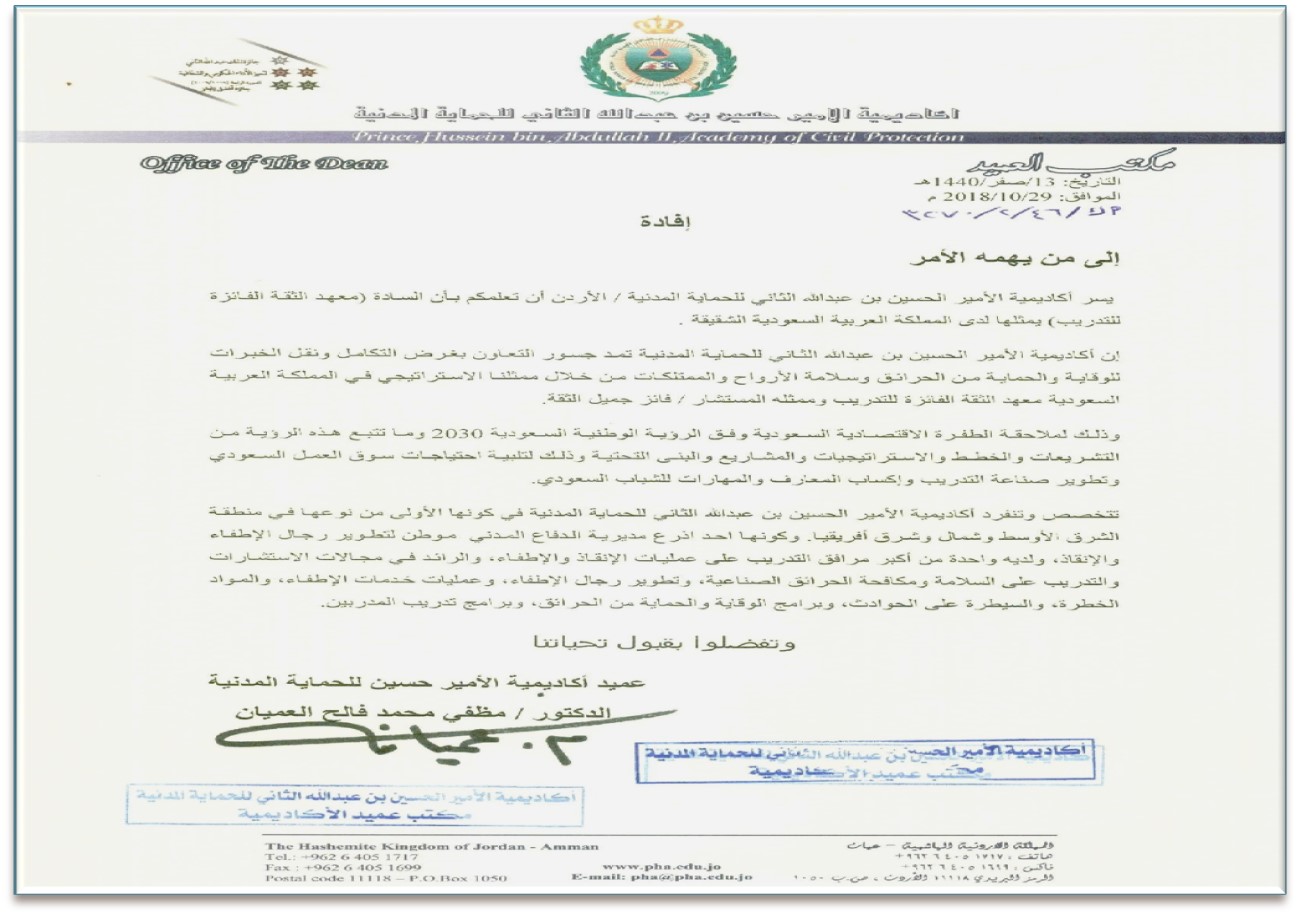 جائزة الملك عبدالله الثاني
أكاديمية الأمير حسين بن عبدالله الثاني للحماية المدنية
Prince Hussein bin Abdullah II Academy of Civil Protection
Office of The Dean
مكتب العميد
التاريخ: 13/صفر/1440هـ
الموافق: 2018/10/29 م
٣٢٧٠/٢/٤٦/
إفادة
إلى من يهمه الأمر
يسر أكاديمية الأمير الحسين بن عبدالله الثاني للحماية المدنية / الأردن أن تعلمكم بأن السادة (معهد الثقة الفائزة
للتدريب) يمثلها لدى المملكة العربية السعودية الشقيقة .
إن أكاديمية الأمير الحسين بن عبدالله الثاني للحماية المدنية تمد جسور التعاون بغرض التكامل ونقل الخبرات
للوقاية والحماية من الحرائق وسلامة الأرواح والممتلكات من خلال ممثلنا الاستراتيجي في المملكة العربية
السعودية معهد الثقة الفائزة للتدريب وممثله المستشار / فائز جميل الثقة.
وذلك لملاحقة الطفرة الاقتصادية السعودية وفق الرؤية الوطنية السعودية 2030 وما تتبع هذه الرؤية من
التشريعات والخطط والاستراتيجيات والمشاريع والبنى التحتية وذلك لتلبية احتياجات سوق العمل السعودي
وتطوير صناعة التدريب وإكساب المعارف والمهارات للشباب السعودي.
تتخصص وتنفرد أكاديمية الأمير الحسين بن عبدالله الثاني للحماية المدنية في كونها الأولى من نوعها في منطقة
الشرق الأوسط وشمال وشرق أفريقيا. وكونها احد اذرع مديرية الدفاع المدني موطن لتطوير رجال الإطفاء
والإنقاذ، ولديه واحدة من أكبر مرافق التدريب على عمليات الإنقاذ والإطفاء، والرائد في مجالات الاستشارات
والتدريب على السلامة ومكافحة الحرائق الصناعية، وتطوير رجال الإطفاء، وعمليات خدمات الإطفاء، والمواد
الخطرة، والسيطرة على الحوادث، وبرامج الوقاية والحماية من الحرائق، وبرامج تدريب المدربين.
وتفضلوا بقبول تحياتنا
عميد أكاديمية الأمير حسين للحماية المدنية
الدكتور / مظفي محمد فالح العميان
أكاديمية الأمير الحسين بن عبدالله الثاني للحماية المدنية
مكتب عميد الأكاديمية
أكاديمية الأمير الحسين بن عبدالله الثاني للحماية المدنية
مكتب عميد الأكاديمية
The Hashemite Kingdom of Jordan - Amman
Tel.: +962 6 405 1717
Fax : +962 6 405 1699
Postal code 11118 – P.O.Box 1050
www.pha.edu.jo
E-mail: pha@pha.edu.jo
المملكة الاردنية الهاشمية - عمان
هاتف : ١٧١٧ ٤٠٥ ٦ ٩٦٢+
فاكس : ١٦٩٩ ٤٠٥ ٦ ٩٦٢+
الرمز البريدي ١١١١٨ الأردن ، ص.ب ١٠٥٠